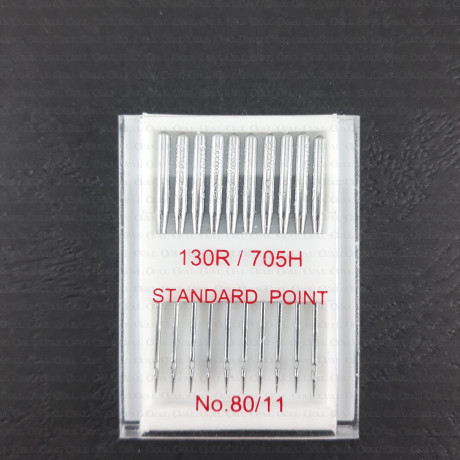 130R / 705H
STANDARD POINT
No.80/11